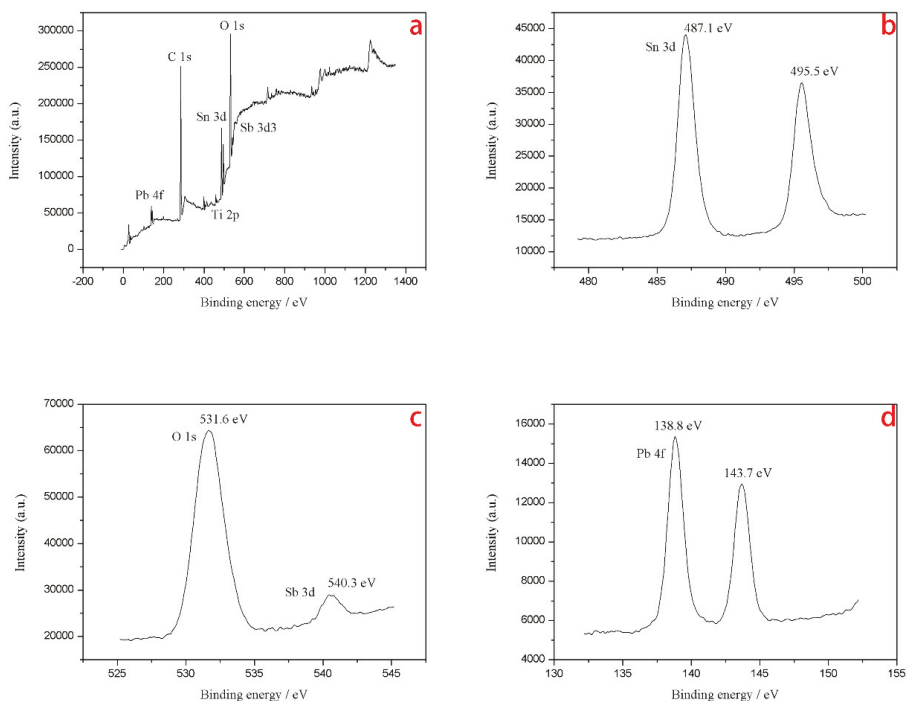 a
O 1s
C 1s
Sn 3d
Sb 3d3
Pb 4f
Ti 2p
Intensity (a.u.)
300000
250000
200000
150000
100000
50000
0
-200 0 200 400 600 800 1000 1200 1400
Binding energy / eV
b
487.1 eV
Sn 3d
495.5 eV
Intensity (a.u.)
45000
40000
35000
30000
25000
20000
15000
10000
480 485 490 495 500
Binding energy / eV
c
531.6 eV
O 1s
Sb 3d
540.3 eV
Intensity (a.u.)
70000
60000
50000
40000
30000
20000
525 530 535 540 545
Binding energy / eV
d
138.8 eV
Pb 4f
143.7 eV
Intensity (a.u.)
16000
14000
12000
10000
8000
6000
4000
130 135 140 145 150 155
Binding energy / eV